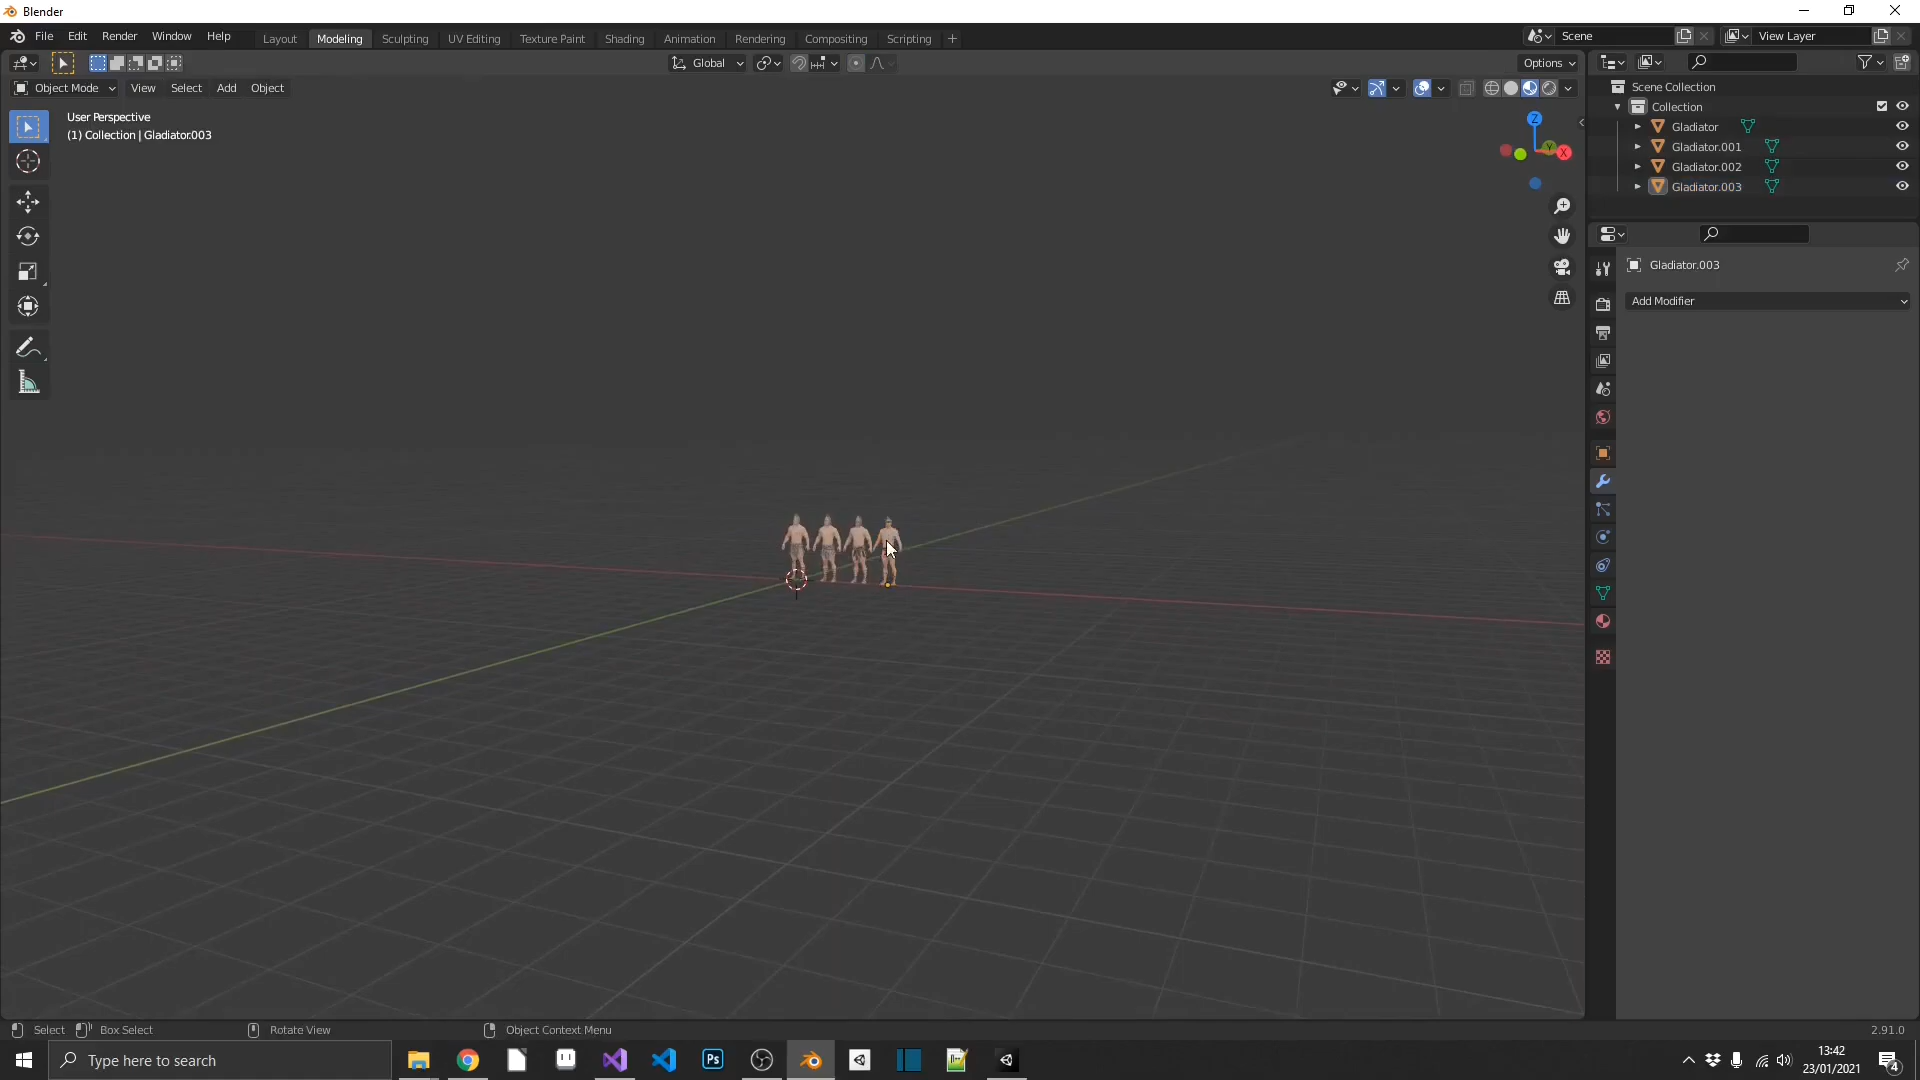 Blender
File Edit Render Window Help Layout Modeling Sculpting UV Editing Texture Paint Shading Animation Rendering Compositing Scripting Scene View Layer
Global Options
Object Mode View Select Add Object
User Perspective
(1) Collection | Gladiator.003
Z
Y
X
Scene Collection
Collection
Gladiator
Gladiator.001
Gladiator.002
Gladiator.003
Gladiator.003
Add Modifier
Select Box Select Rotate View Object Context Menu 2.91.0
Type here to search
Ps
13:42
23/01/2021
4